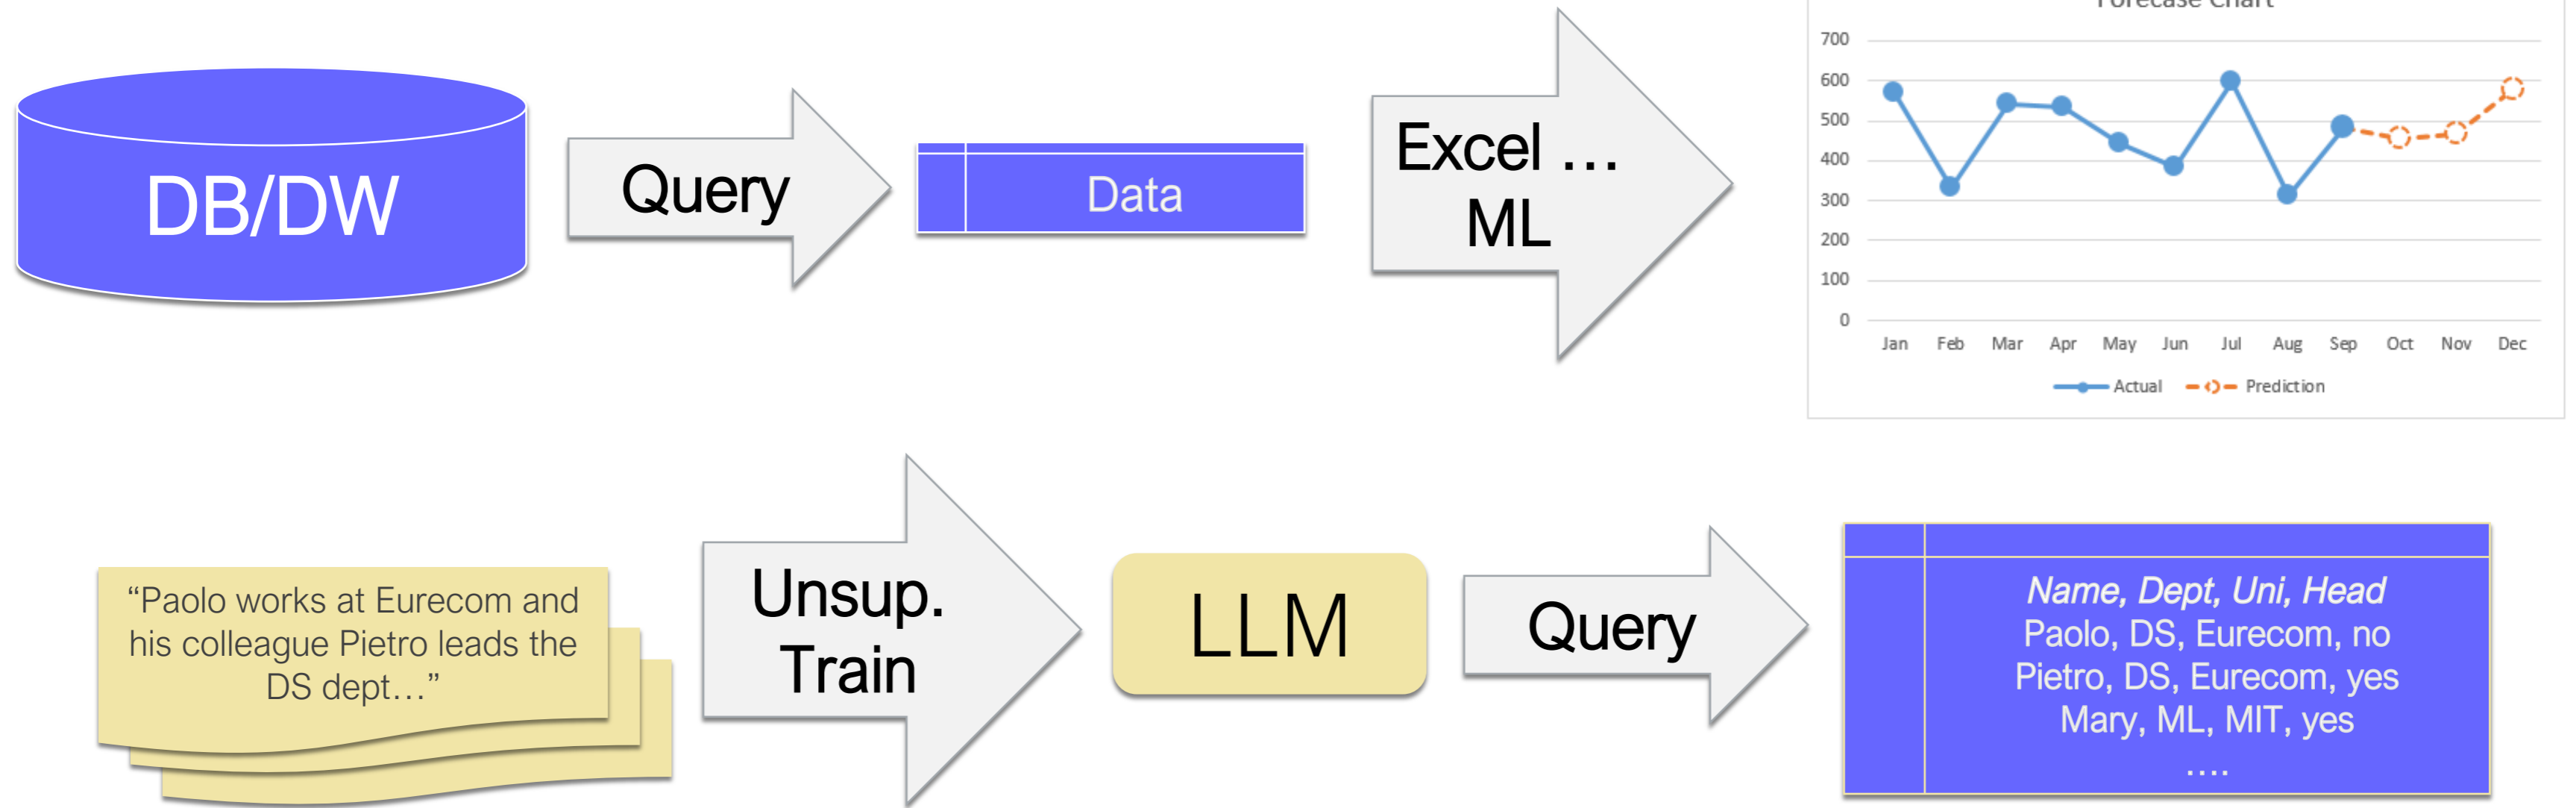 Forecase Chart
DB/DW
Query
Data
Excel ...
ML
700
600
500
400
300
200
100
0
Jan Feb Mar Apr May Jun Jul Aug Sep Oct Nov Dec
Actual Prediction
“Paolo works at Eurecom and
his colleague Pietro leads the
DS dept...”
Unsup.
Train
LLM
Query
Name, Dept, Uni, Head
Paolo, DS, Eurecom, no
Pietro, DS, Eurecom, yes
Mary, ML, MIT, yes
....